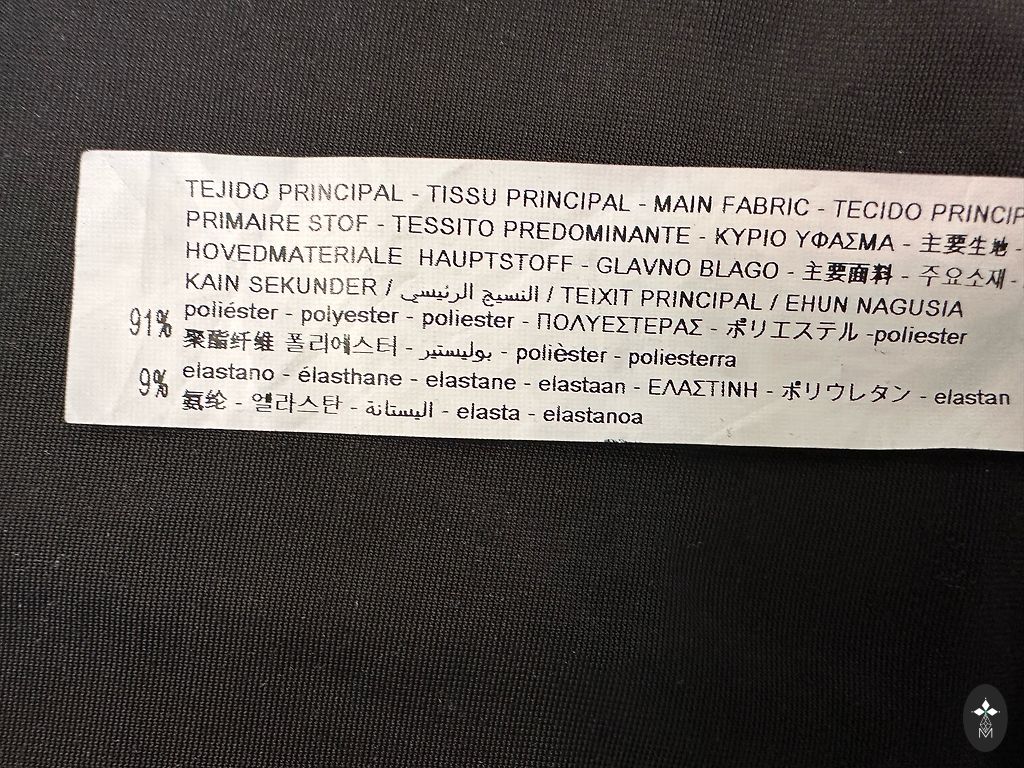 TEJIDO PRINCIPAL - TISSU PRINCIPAL - MAIN FABRIC - TECIDO PRINCIP
PRIMAIRE STOF - TESSITO PREDOMINANTE - ΚΥΡΙΟ ΥΦΑΣΜΑ - 主要生地 -
HOVEDMATERIALE HAUPTSTOFF - GLAVNO BLAGO - 主要面料 - 주요소재 -
KAIN SEKUNDER / النسيج الرئيسي / TEIXIT PRINCIPAL / EHUN NAGUSIA
91% poliéster - polyester - poliester - ΠΟΛΥΕΣΤΕΡΑΣ - ポリエステル -poliester
聚酯纤维 폴리에스터 - بوليستير - polièster - poliesterra
9% elastano - élasthane - elastane - elastaan - ΕΛΑΣΤΙΝΗ - ポリウレタン - elastan
氨纶 - 엘라스탄 - اليستانة - elasta - elastanoa
M